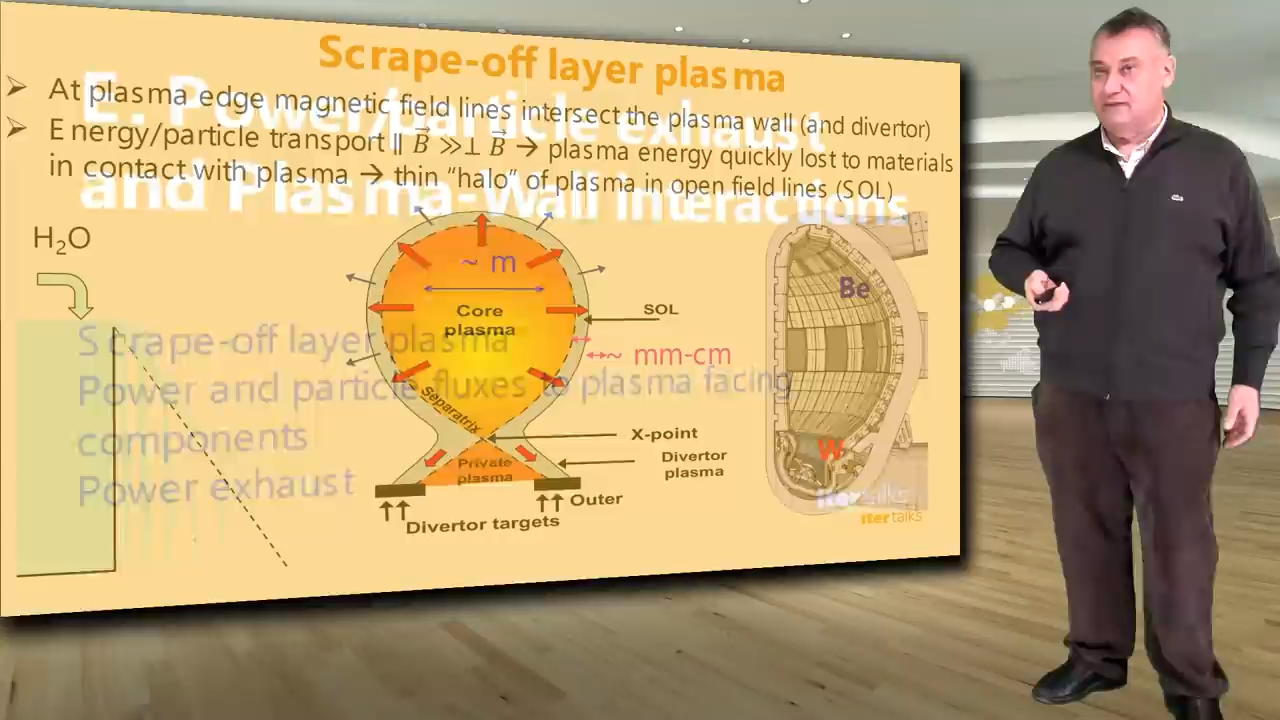 Scrape-off layer plasma
➢ At plasma edge magnetic field lines intersect the plasma wall (and divertor)
➢ Energy/particle transport ∥ B⃗ ≫⊥ B⃗ → plasma energy quickly lost to materials
in contact with plasma → thin “halo” of plasma in open field lines (SOL)
E. Power/particle exhaust
and Plasma-Wall interactions
H₂O
~ m
Core
plasma
SOL
~ mm-cm
Be
Separatrix
X-point
W
Private
plasma
Divertor
plasma
Outer
Divertor targets
Scrape-off layer plasma
Power and particle fluxes to plasma facing
components
Power exhaust
iter talks
iter talks